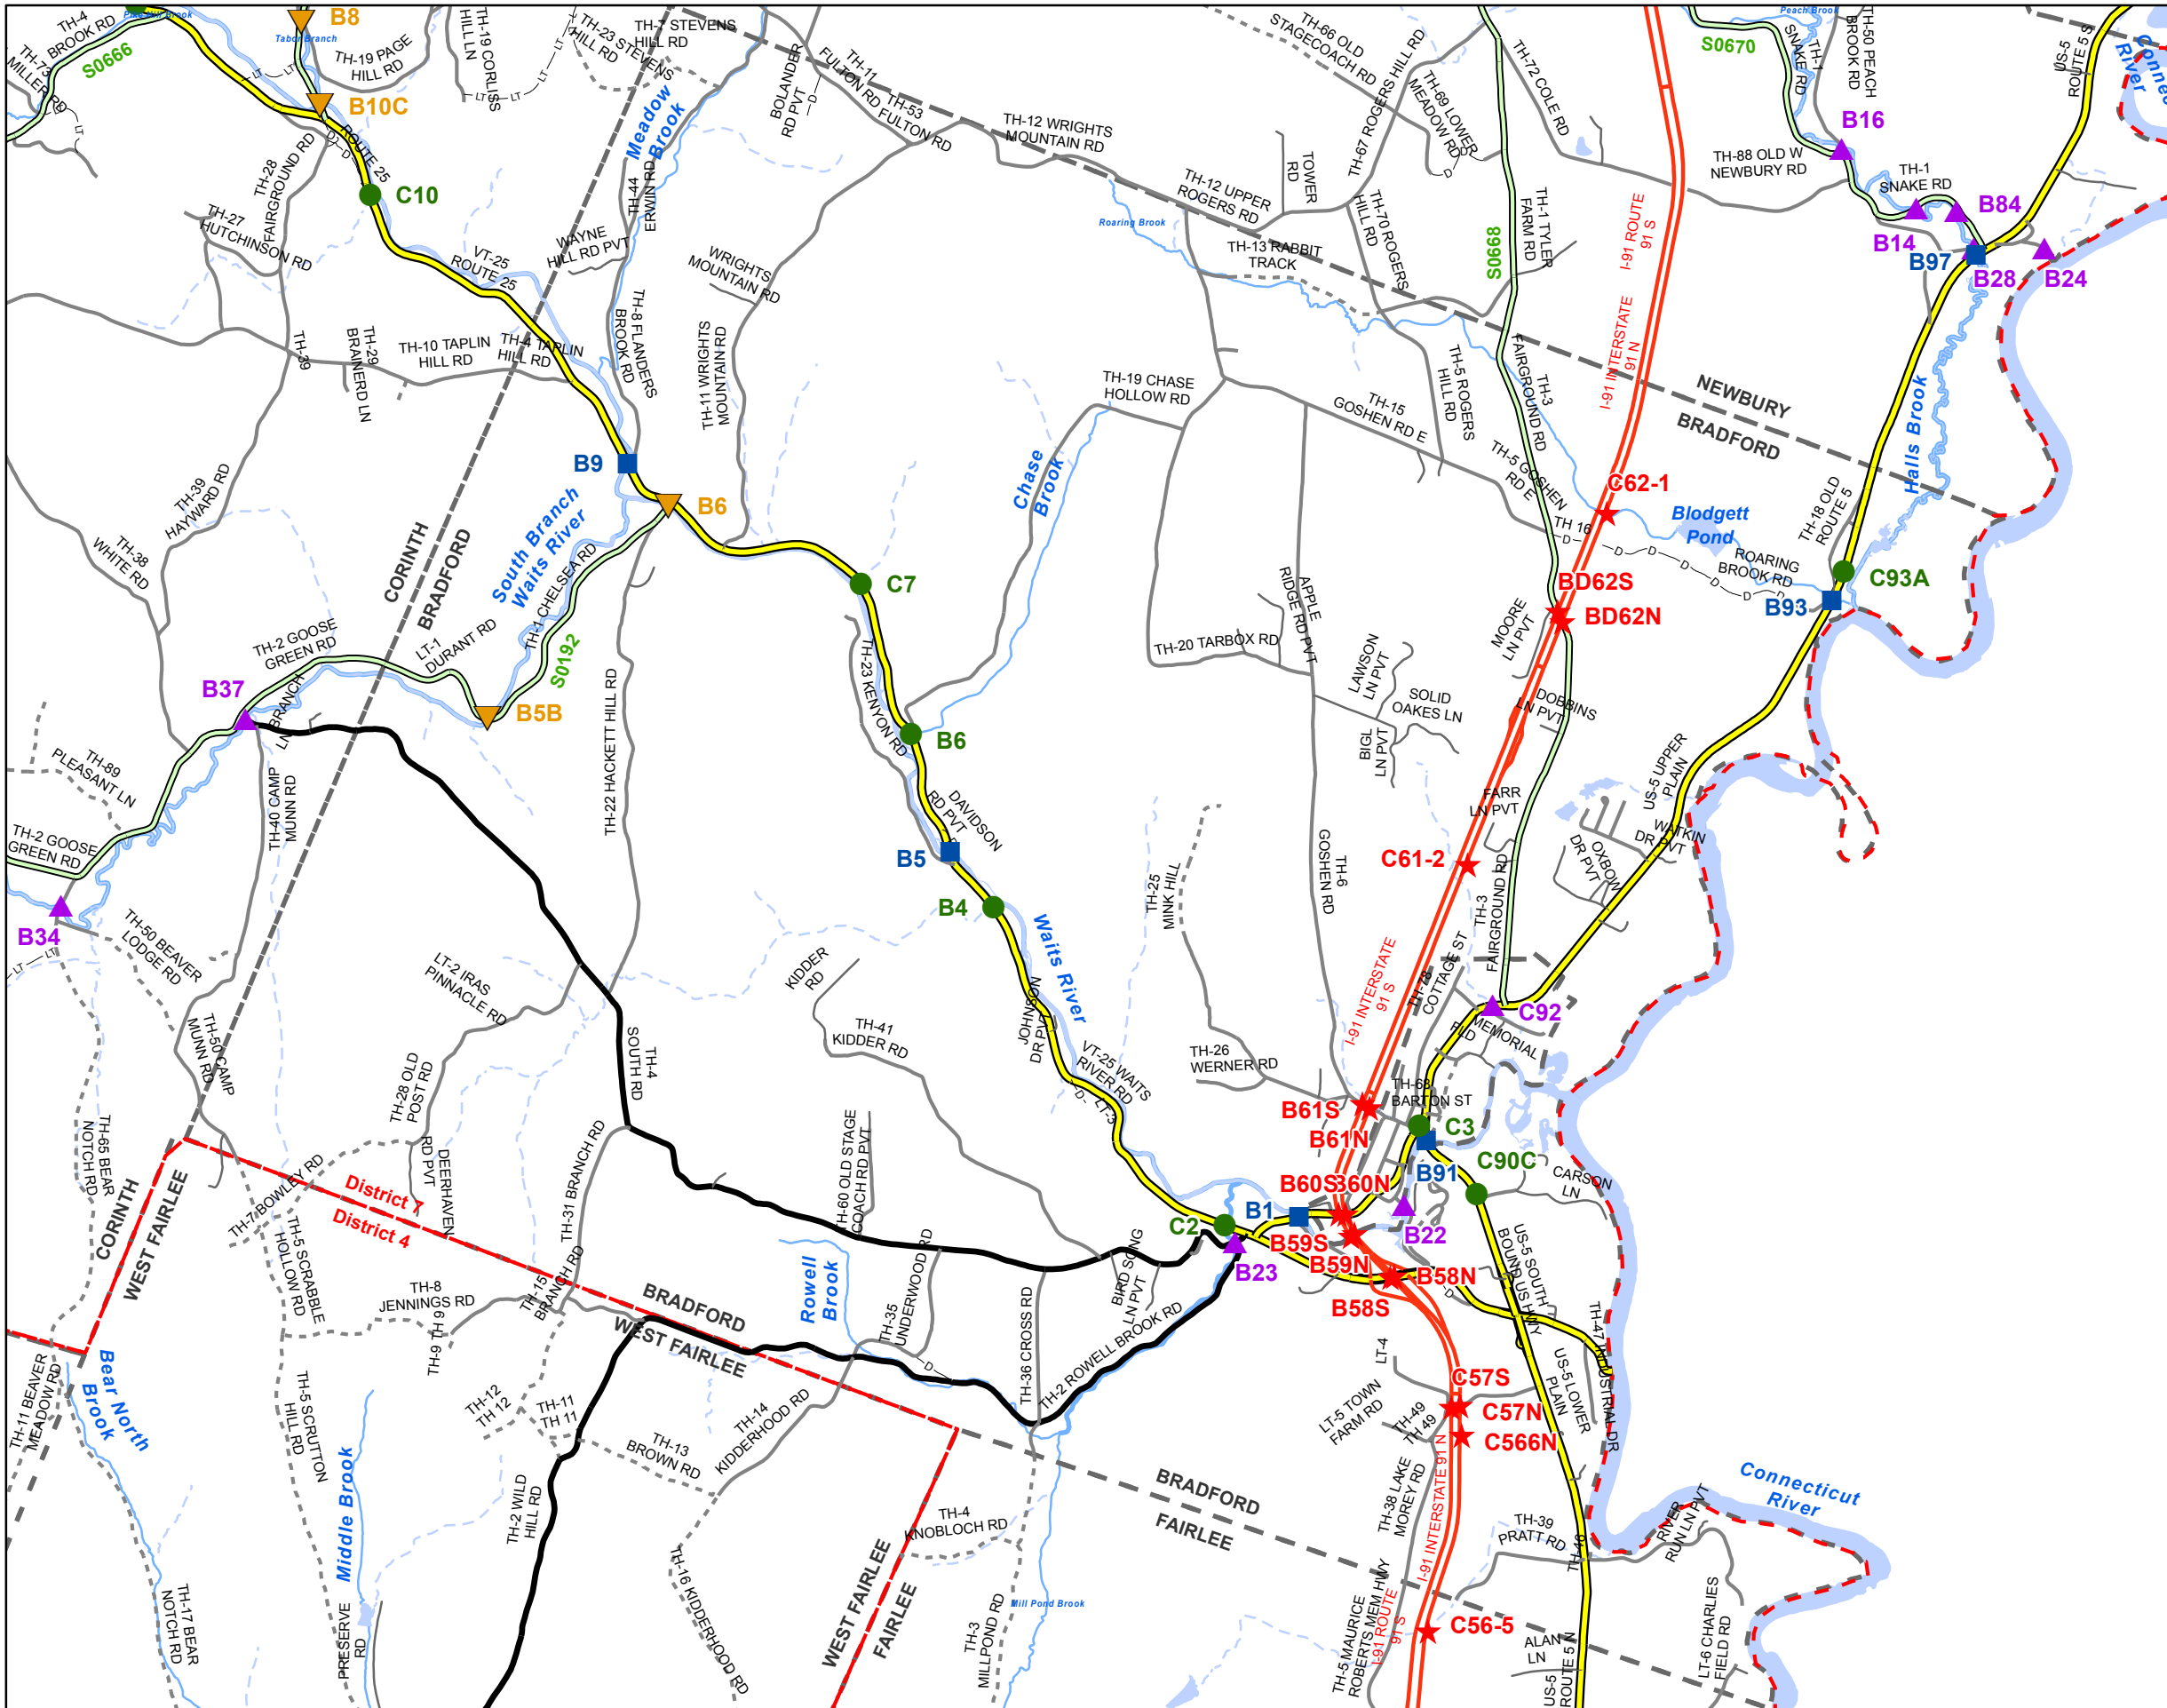 TH-4
BROOK RD
Pike Hill Brook
B8
Tabor Branch
TH-19 PAGE
HILL RD
TH-19 CORLISS
HILL LN
TH-23 STEVENS
HILL RD
TH-7 STEVENS
HILL RD
TH-73
MILLER RD
S0666
B10C
ROUTE 25
TH-28
FAIRGROUND RD
C10
TH-27
HUTCHINSON RD
VT-25
ROUTE 25
WAYNE
HILL RD PVT
Meadow
Brook
TH-44
ERWIN RD
BOLANDER
RD PVT
TH-11
FULTON RD
TH-53
FULTON RD
TH-12 WRIGHTS
MOUNTAIN RD
WRIGHTS
MOUNTAIN RD
TH-66 OLD
STAGECOACH RD
TH-67 ROGERS HILL RD
TH-69 LOWER
MEADOW RD
TH-72 COLE RD
TOWER
RD
TH-12 UPPER
ROGERS RD
Roaring Brook
TH-13 RABBIT
TRACK
TH-70 ROGERS
HILL RD
S0668
TH-1 TYLER
FARM RD
I-91 ROUTE
91 S
I-91 INTERSTATE
91 N
S0670
TH-1
SNAKE RD
Peach Brook
TH-50 PEACH
BROOK RD
US-5
ROUTE 5 S
Connecticut
River
B16
TH-88 OLD W
NEWBURY RD
TH-1
SNAKE RD
B84
B14
B97
B28
B24
Halls Brook
NEWBURY
BRADFORD
TH-39
TH-29
BRAINERD LN
TH-10 TAPLIN
HILL RD
TH-4 TAPLIN
HILL RD
TH-8 FLANDERS
BROOK RD
TH-11 WRIGHTS
MOUNTAIN RD
TH-19 CHASE
HOLLOW RD
TH-15
GOSHEN RD E
TH-5 ROGERS
HILL RD
TH-3
FAIRGROUND RD
TH-5 GOSHEN
RD E
TH 16
C62-1
Blodgett
Pond
ROARING
BROOK RD
TH-18 OLD
ROUTE 5
C93A
B93
B9
B6
TH-39
HAYWARD RD
TH-38
WHITE RD
CORINTH
BRADFORD
South Branch
Waits River
TH-1 CHELSEA RD
S0192
Chase
Brook
C7
BD62S
BD62N
TH-2 GOOSE
GREEN RD
LT-1
DURANT RD
B37
LN BRANCH
B5B
TH-22 HACKETT HILL RD
TH-23 KENYON RD
B6
APPLE
RIDGE RD PVT
TH-20 TARBOX RD
LAWSON
LN PVT
SOLID
OAKES LN
BIGL
LN PVT
MOORE
LN PVT
DOBBINS
LN PVT
FARR
LN PVT
US-5 UPPER
PLAIN
WATKIN
DR PVT
OXBOW
DR PVT
TH-89
PLEASANT LN
TH-2 GOOSE
GREEN RD
TH-40 CAMP
MUNN RD
DAVIDSON
RD PVT
B5
B4
Waits River
TH-25
MINK HILL
TH-6
GOSHEN RD
C61-2
TH-3
FAIRGROUND RD
B34
TH-50 BEAVER
LODGE RD
TH-50 CAMP
MUNN RD
LT-2 IRAS
PINNACLE RD
TH-28 OLD
POST RD
TH-4
SOUTH RD
KIDDER
RD
TH-41
KIDDER RD
JOHNSON
DR PVT
VT-25 WAITS
RIVER RD
LT-3
TH-26
WERNER RD
I-91 INTERSTATE
91 S
TH-78
COTTAGE ST
C92
MEMORIAL
FLD
TH-63
BARTON ST
B61S
B61N
C3
B91
C90C
CARSON
LN
B60S
B60N
B22
TH-65 BEAR
NOTCH RD
CORINTH
WEST FAIRLEE
TH-7 BOWLEY RD
District 7
District 4
DEERHAVEN
RD PVT
TH-31 BRANCH RD
TH-60 OLD STAGE
COACH RD PVT
C2
B1
B23
B59S
B59N
B58N
B58S
US-5 SOUTH
BOUND US HWY
TH-5 SCRABBLE
HOLLOW RD
TH-8
JENNINGS RD
TH-9 TH 9
TH-15
BRANCH RD
BRADFORD
WEST FAIRLEE
Rowell
Brook
TH-35
UNDERWOOD RD
BIRD SONG
LN PVT
TH-36 CROSS RD
TH-2 ROWELL BROOK RD
LT-4
LT-5 TOWN
FARM RD
TH-49
TH 49
C57S
C57N
C566N
US-5 LOWER
PLAIN
TH-47 INDUSTRIAL DR
TH-11 BEAVER
MEADOW RD
Bear North
Brook
TH-5 SCRUTTON
HILL RD
TH-12
TH 12
TH-11
TH 11
TH-13
BROWN RD
TH-14
KIDDERHOOD RD
TH-2 WILD
HILL RD
Middle Brook
TH-17 BEAR
NOTCH RD
PRESERVE
RD
TH-16 KIDDERHOOD RD
TH-4
KNOBLOCH RD
WEST FAIRLEE
FAIRLEE
TH-3
MILLPOND RD
Mill Pond Brook
BRADFORD
FAIRLEE
TH-38 LAKE
MOREY RD
I-91 INTERSTATE 91 N
TH-5 MAURICE
ROBERTS MEM HWY
I-91 ROUTE
91 S
C56-5
TH-39
PRATT RD
TH-46
RIVER
RUN LN PVT
Connecticut
River
ALAN
LN
US-5
ROUTE 5 N
LT-6 CHARLIES
FIELD RD